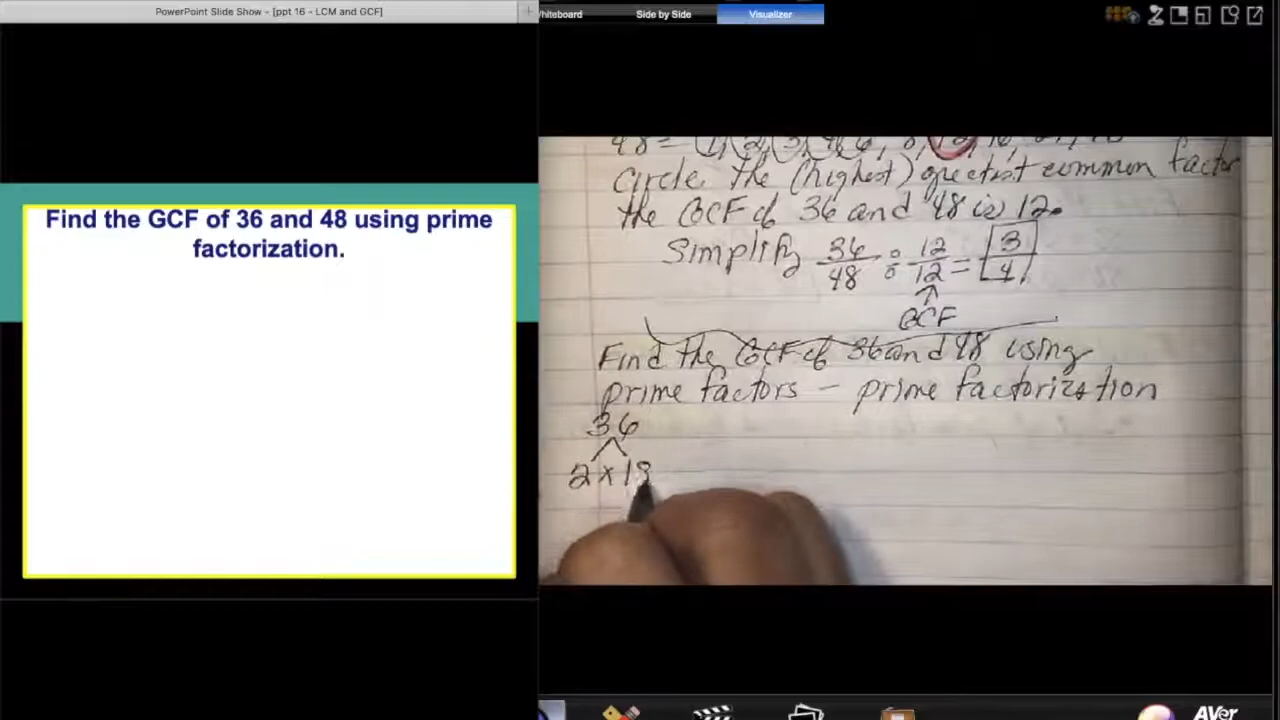 PowerPoint Slide Show - [ppt 16 - LCM and GCF]
Whiteboard
Side by Side
Visualizer
Find the GCF of 36 and 48 using prime
factorization.
Circle the (highest) greatest common factor
the GCF of 36 and 48 is 12.
Simplify 36/48 ÷ 12/12 = 3/4
GCF
Find the GCF of 36 and 48 using
prime factors - prime factorization
36
2 x 18
AVer